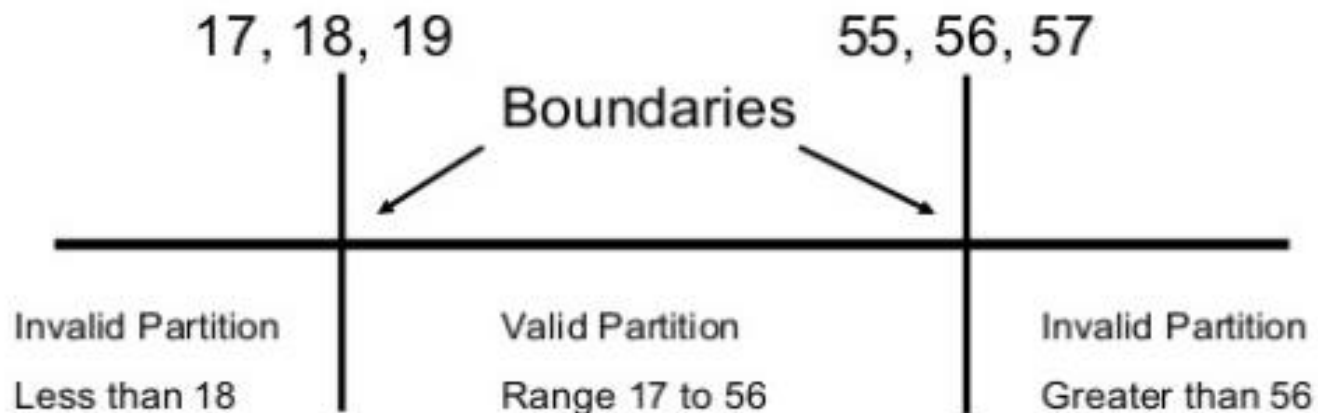 17, 18, 19
55, 56, 57
Boundaries
Invalid Partition
Less than 18
Valid Partition
Range 17 to 56
Invalid Partition
Greater than 56